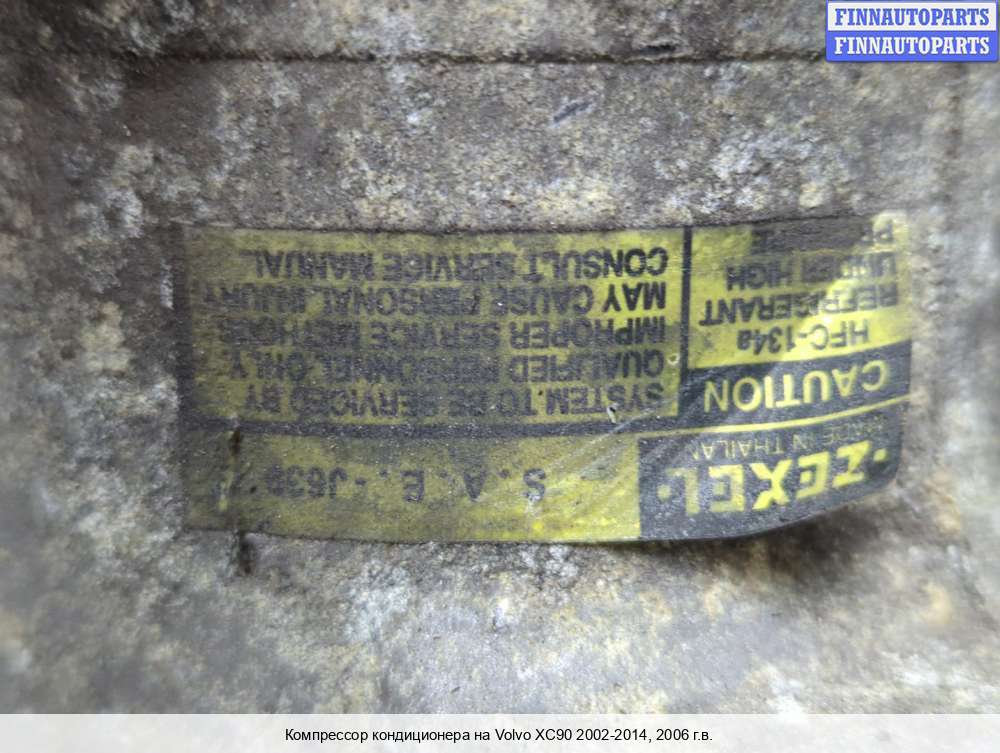 FINNAUTOPARTS
FINNAUTOPARTS
·ZEXEL·
MADE IN THAILAND
S.A.E.-J639
CAUTION
HFC-134a
REFRIGERANT
UNDER HIGH
PRESSURE
SYSTEM TO BE SERVICED BY
QUALIFIED PERSONNEL ONLY
IMPROPER SERVICE METHODS
MAY CAUSE PERSONAL INJURY
CONSULT SERVICE MANUAL
Компрессор кондиционера на Volvo XC90 2002-2014, 2006 г.в.